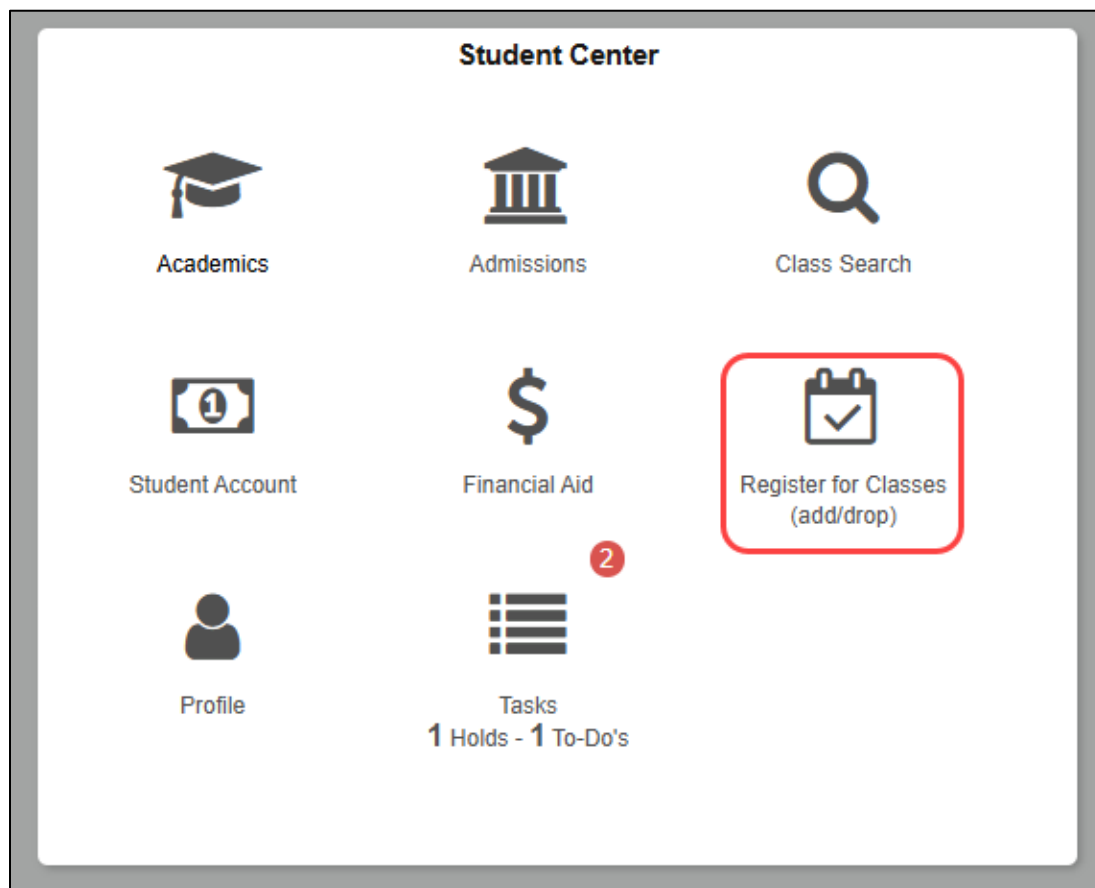 Student Center
Academics
Admissions
Class Search
1
Student Account
$
Financial Aid
Register for Classes
(add/drop)
2
Profile
Tasks
1 Holds - 1 To-Do's